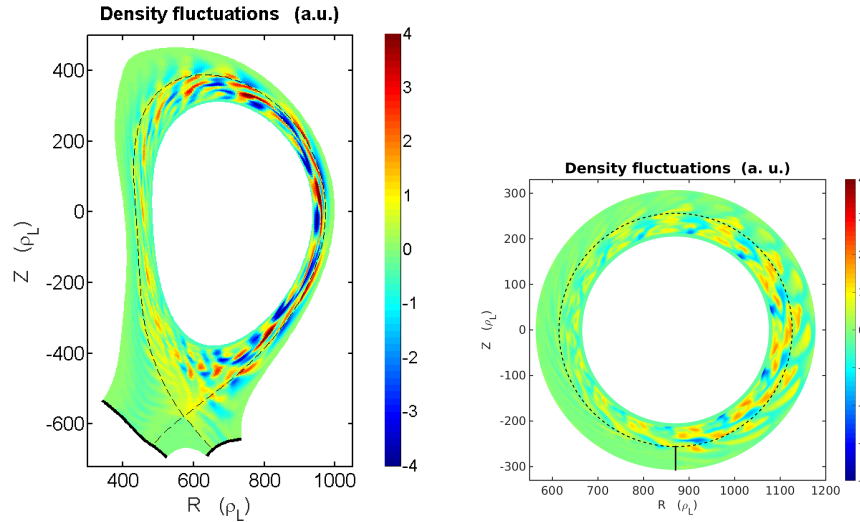 Density fluctuations (a.u.)
400
200
0
-200
-400
-600
Z (ρL)
400 600 800 1000
R (ρL)
4
3
2
1
0
-1
-2
-3
-4
Density fluctuations (a. u.)
300
200
100
0
-100
-200
-300
Z (ρL)
600 700 800 900 1000 1100 1200
R (ρL)